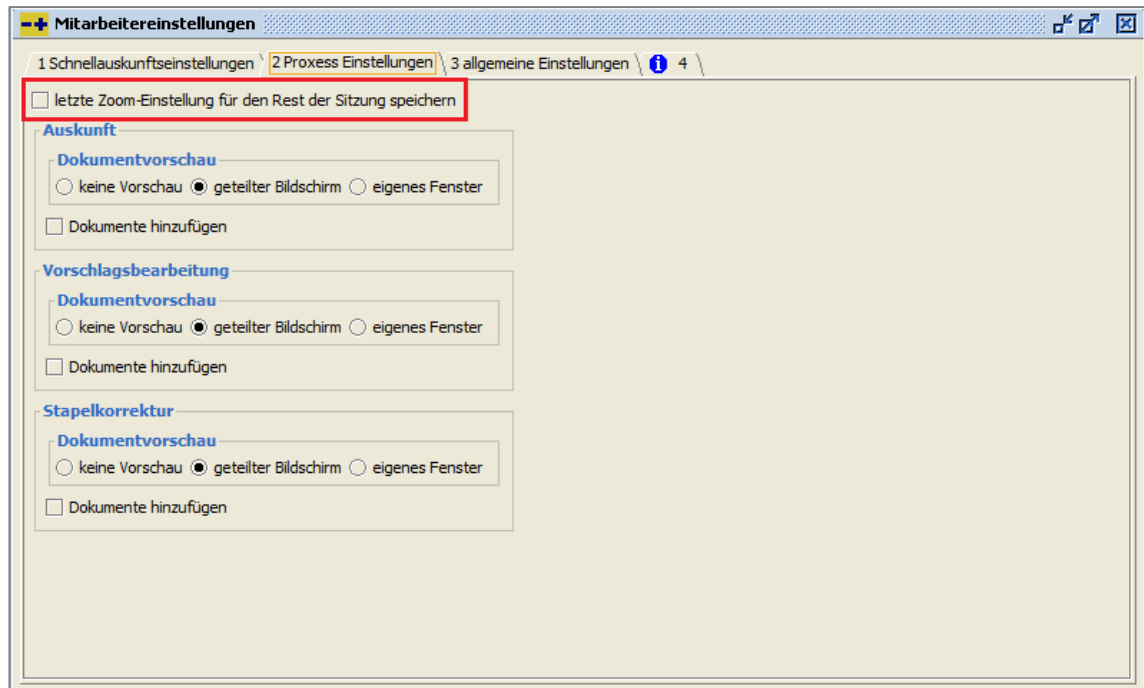 Mitarbeitereinstellungen
1 Schnellauskunftseinstellungen 2 Proxess Einstellungen 3 allgemeine Einstellungen i 4
letzte Zoom-Einstellung für den Rest der Sitzung speichern
Auskunft
Dokumentvorschau
keine Vorschau geteilter Bildschirm eigenes Fenster
Dokumente hinzufügen
Vorschlagsbearbeitung
Dokumentvorschau
keine Vorschau geteilter Bildschirm eigenes Fenster
Dokumente hinzufügen
Stapelkorrektur
Dokumentvorschau
keine Vorschau geteilter Bildschirm eigenes Fenster
Dokumente hinzufügen